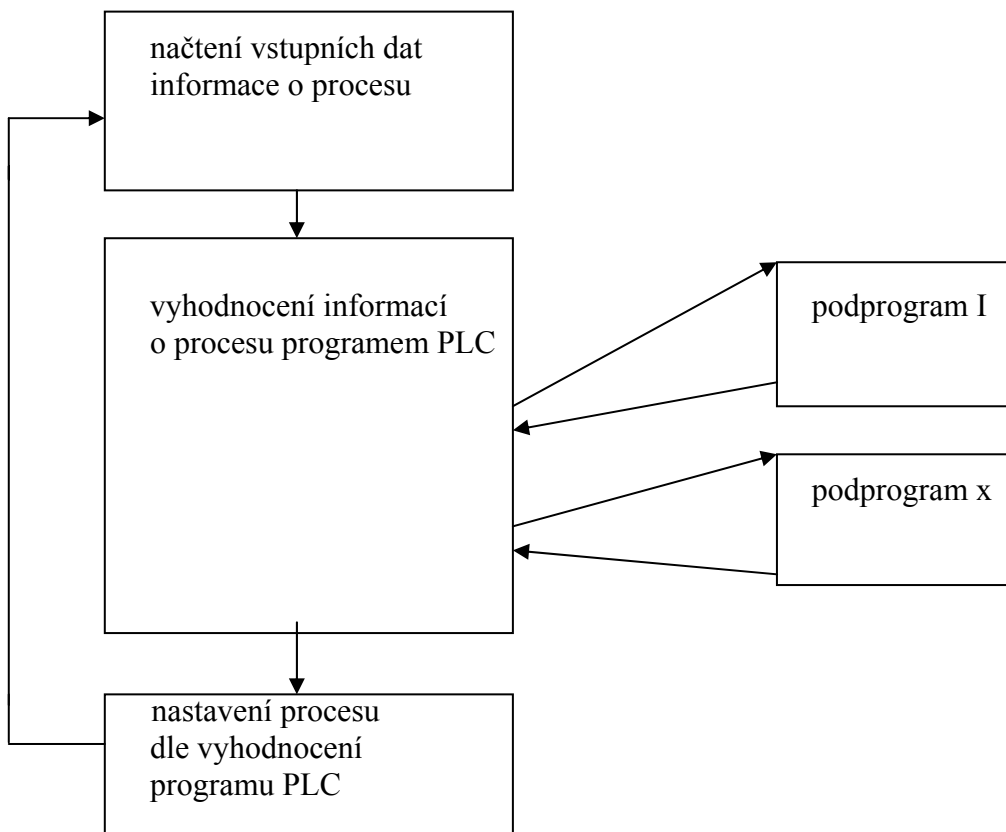 načtení vstupních dat
informace o procesu
vyhodnocení informací
o procesu programem PLC
podprogram I
podprogram x
nastavení procesu
dle vyhodnocení
programu PLC